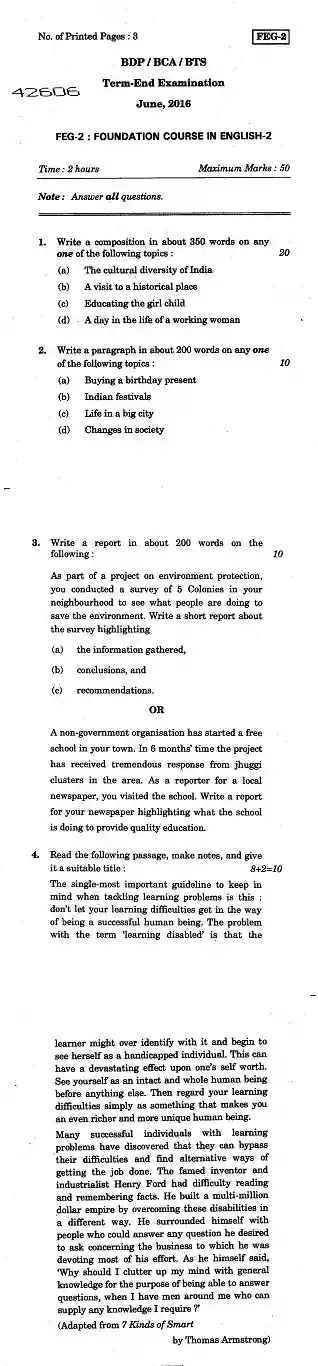 No. of Printed Pages : 3
FEG-2
BDP / BCA / BTS
Term-End Examination
42606
June, 2016
FEG-2 : FOUNDATION COURSE IN ENGLISH-2
Time : 2 hours
Maximum Marks : 50
Note : Answer all questions.
1. Write a composition in about 350 words on any
one of the following topics : 20
(a) The cultural diversity of India
(b) A visit to a historical place
(c) Educating the girl child
(d) A day in the life of a working woman
2. Write a paragraph in about 200 words on any one
of the following topics : 10
(a) Buying a birthday present
(b) Indian festivals
(c) Life in a big city
(d) Changes in society
3. Write a report in about 200 words on the
following : 10
As part of a project on environment protection,
you conducted a survey of 5 Colonies in your
neighbourhood to see what people are doing to
save the environment. Write a short report about
the survey highlighting
(a) the information gathered,
(b) conclusions, and
(c) recommendations.
OR
A non-government organisation has started a free
school in your town. In 6 months' time the project
has received tremendous response from jhuggi
clusters in the area. As a reporter for a local
newspaper, you visited the school. Write a report
for your newspaper highlighting what the school
is doing to provide quality education.
4. Read the following passage, make notes, and give
it a suitable title : 8+2=10
The single-most important guideline to keep in
mind when tackling learning problems is this :
don't let your learning difficulties get in the way
of being a successful human being. The problem
with the term 'learning disabled' is that the
learner might over identify with it and begin to
see herself as a handicapped individual. This can
have a devastating effect upon one's self worth.
See yourself as an intact and whole human being
before anything else. Then regard your learning
difficulties simply as something that makes you
an even richer and more unique human being.
Many successful individuals with learning
problems have discovered that they can bypass
their difficulties and find alternative ways of
getting the job done. The famed inventor and
industrialist Henry Ford had difficulty reading
and remembering facts. He built a multi-million
dollar empire by overcoming these disabilities in
a different way. He surrounded himself with
people who could answer any question he desired
to ask concerning the business to which he was
devoting most of his effort. As he himself said,
'Why should I clutter up my mind with general
knowledge for the purpose of being able to answer
questions, when I have men around me who can
supply any knowledge I require ?'
(Adapted from 7 Kinds of Smart
by Thomas Armstrong)